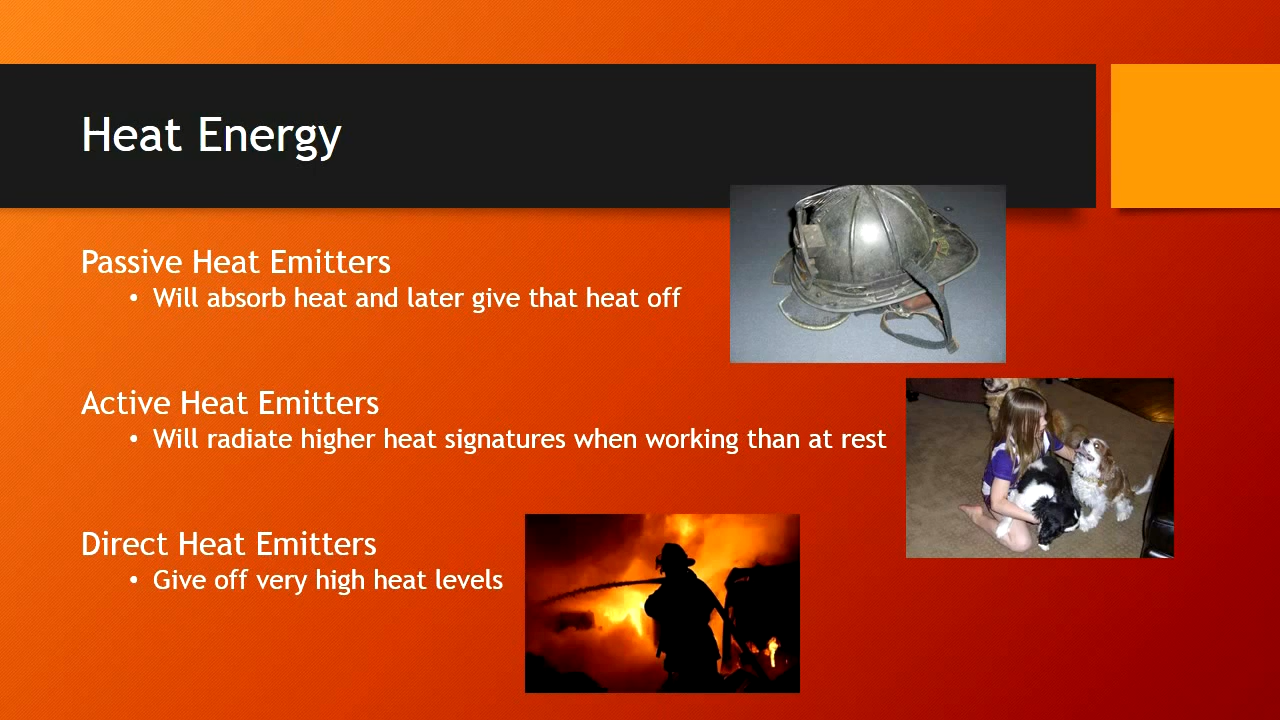 Heat Energy
Passive Heat Emitters
• Will absorb heat and later give that heat off
Active Heat Emitters
• Will radiate higher heat signatures when working than at rest
Direct Heat Emitters
• Give off very high heat levels